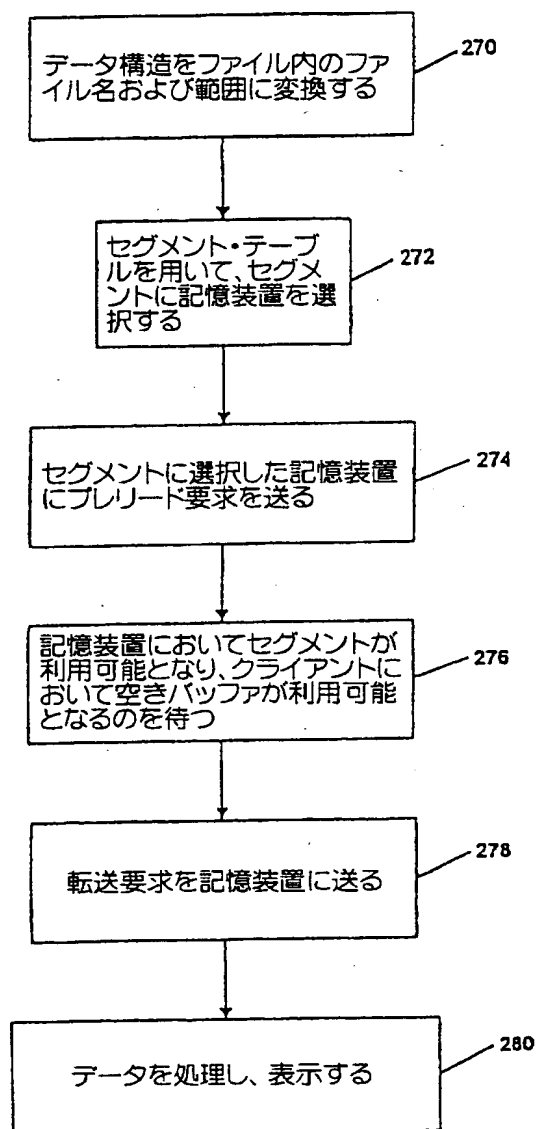 データ構造をファイル内のファ
イル名および範囲に変換する
270
セグメント・テーブ
ルを用いて、セグメ
ントに記憶装置を選
択する
272
セグメントに選択した記憶装置
にプレリード要求を送る
274
記憶装置においてセグメントが
利用可能となり、クライアントに
おいて空きバッファが利用可能
となるのを待つ
276
転送要求を記憶装置に送る
278
データを処理し、表示する
280